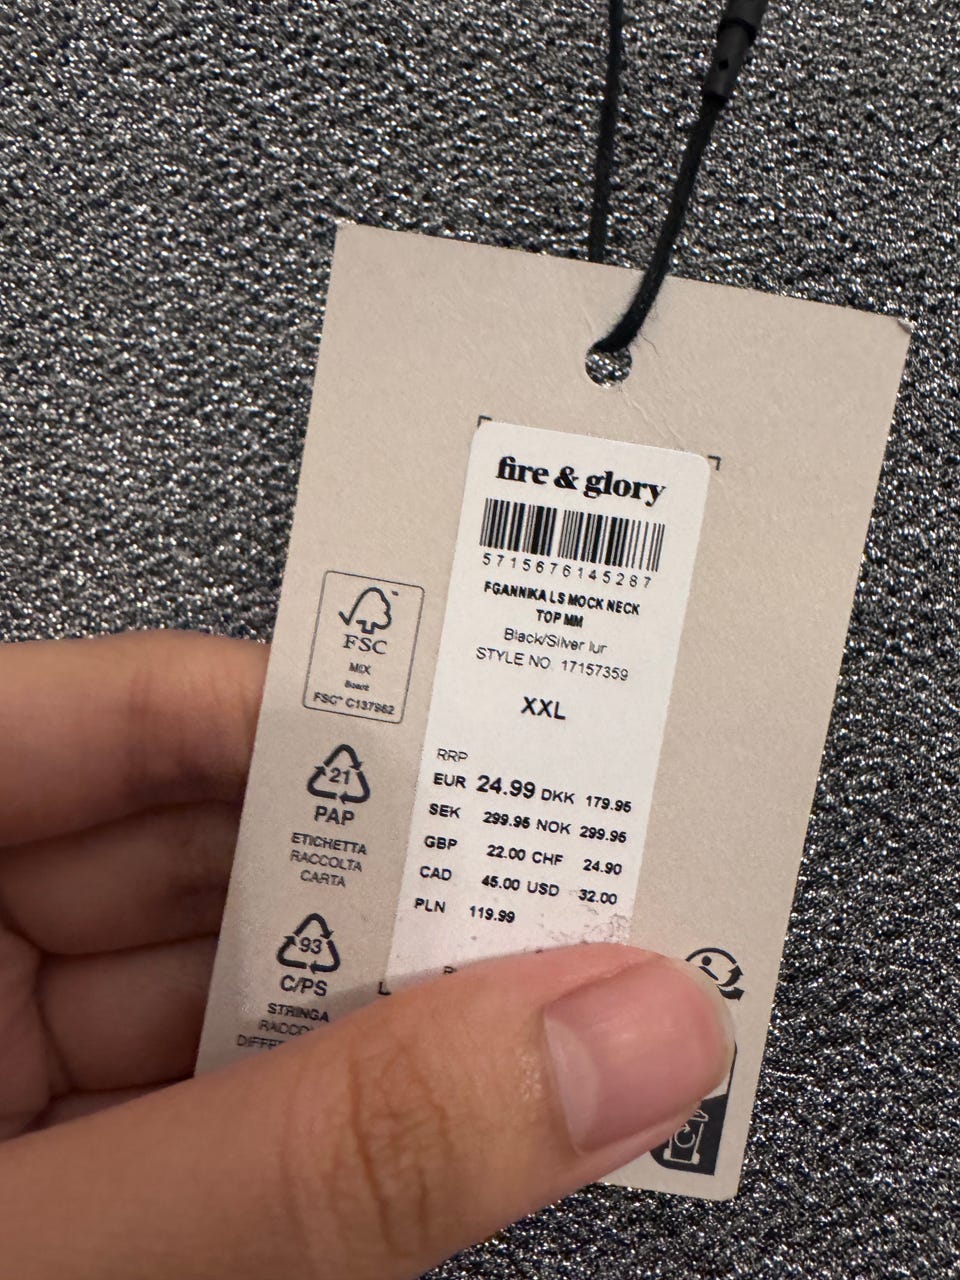 fire & glory
5715676145287
FGANNIKA LS MOCK NECK
TOP MM
Black/Silver lur
STYLE NO. 17157359
XXL
RRP
EUR 24.99 DKK 179.95
SEK 299.95 NOK 299.95
GBP 22.00 CHF 24.90
CAD 45.00 USD 32.00
PLN 119.99
FSC
MIX
Board
FSC® C137982
21
PAP
ETICHETTA
RACCOLTA
CARTA
93
C/PS
STRINGA